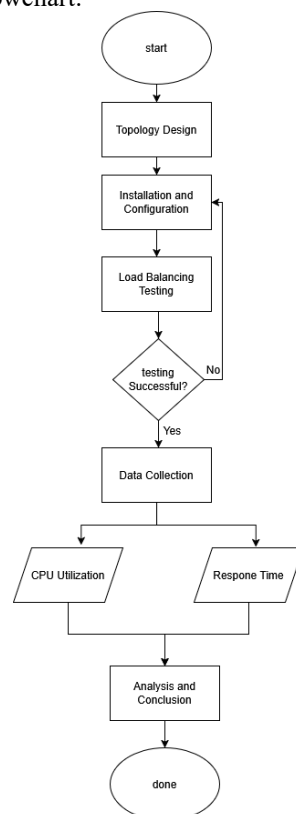 start
Topology Design
Installation and
Configuration
Load Balancing
Testing
testing
Successful?
No
Yes
Data Collection
CPU Utilization
Respone Time
Analysis and
Conclusion
done